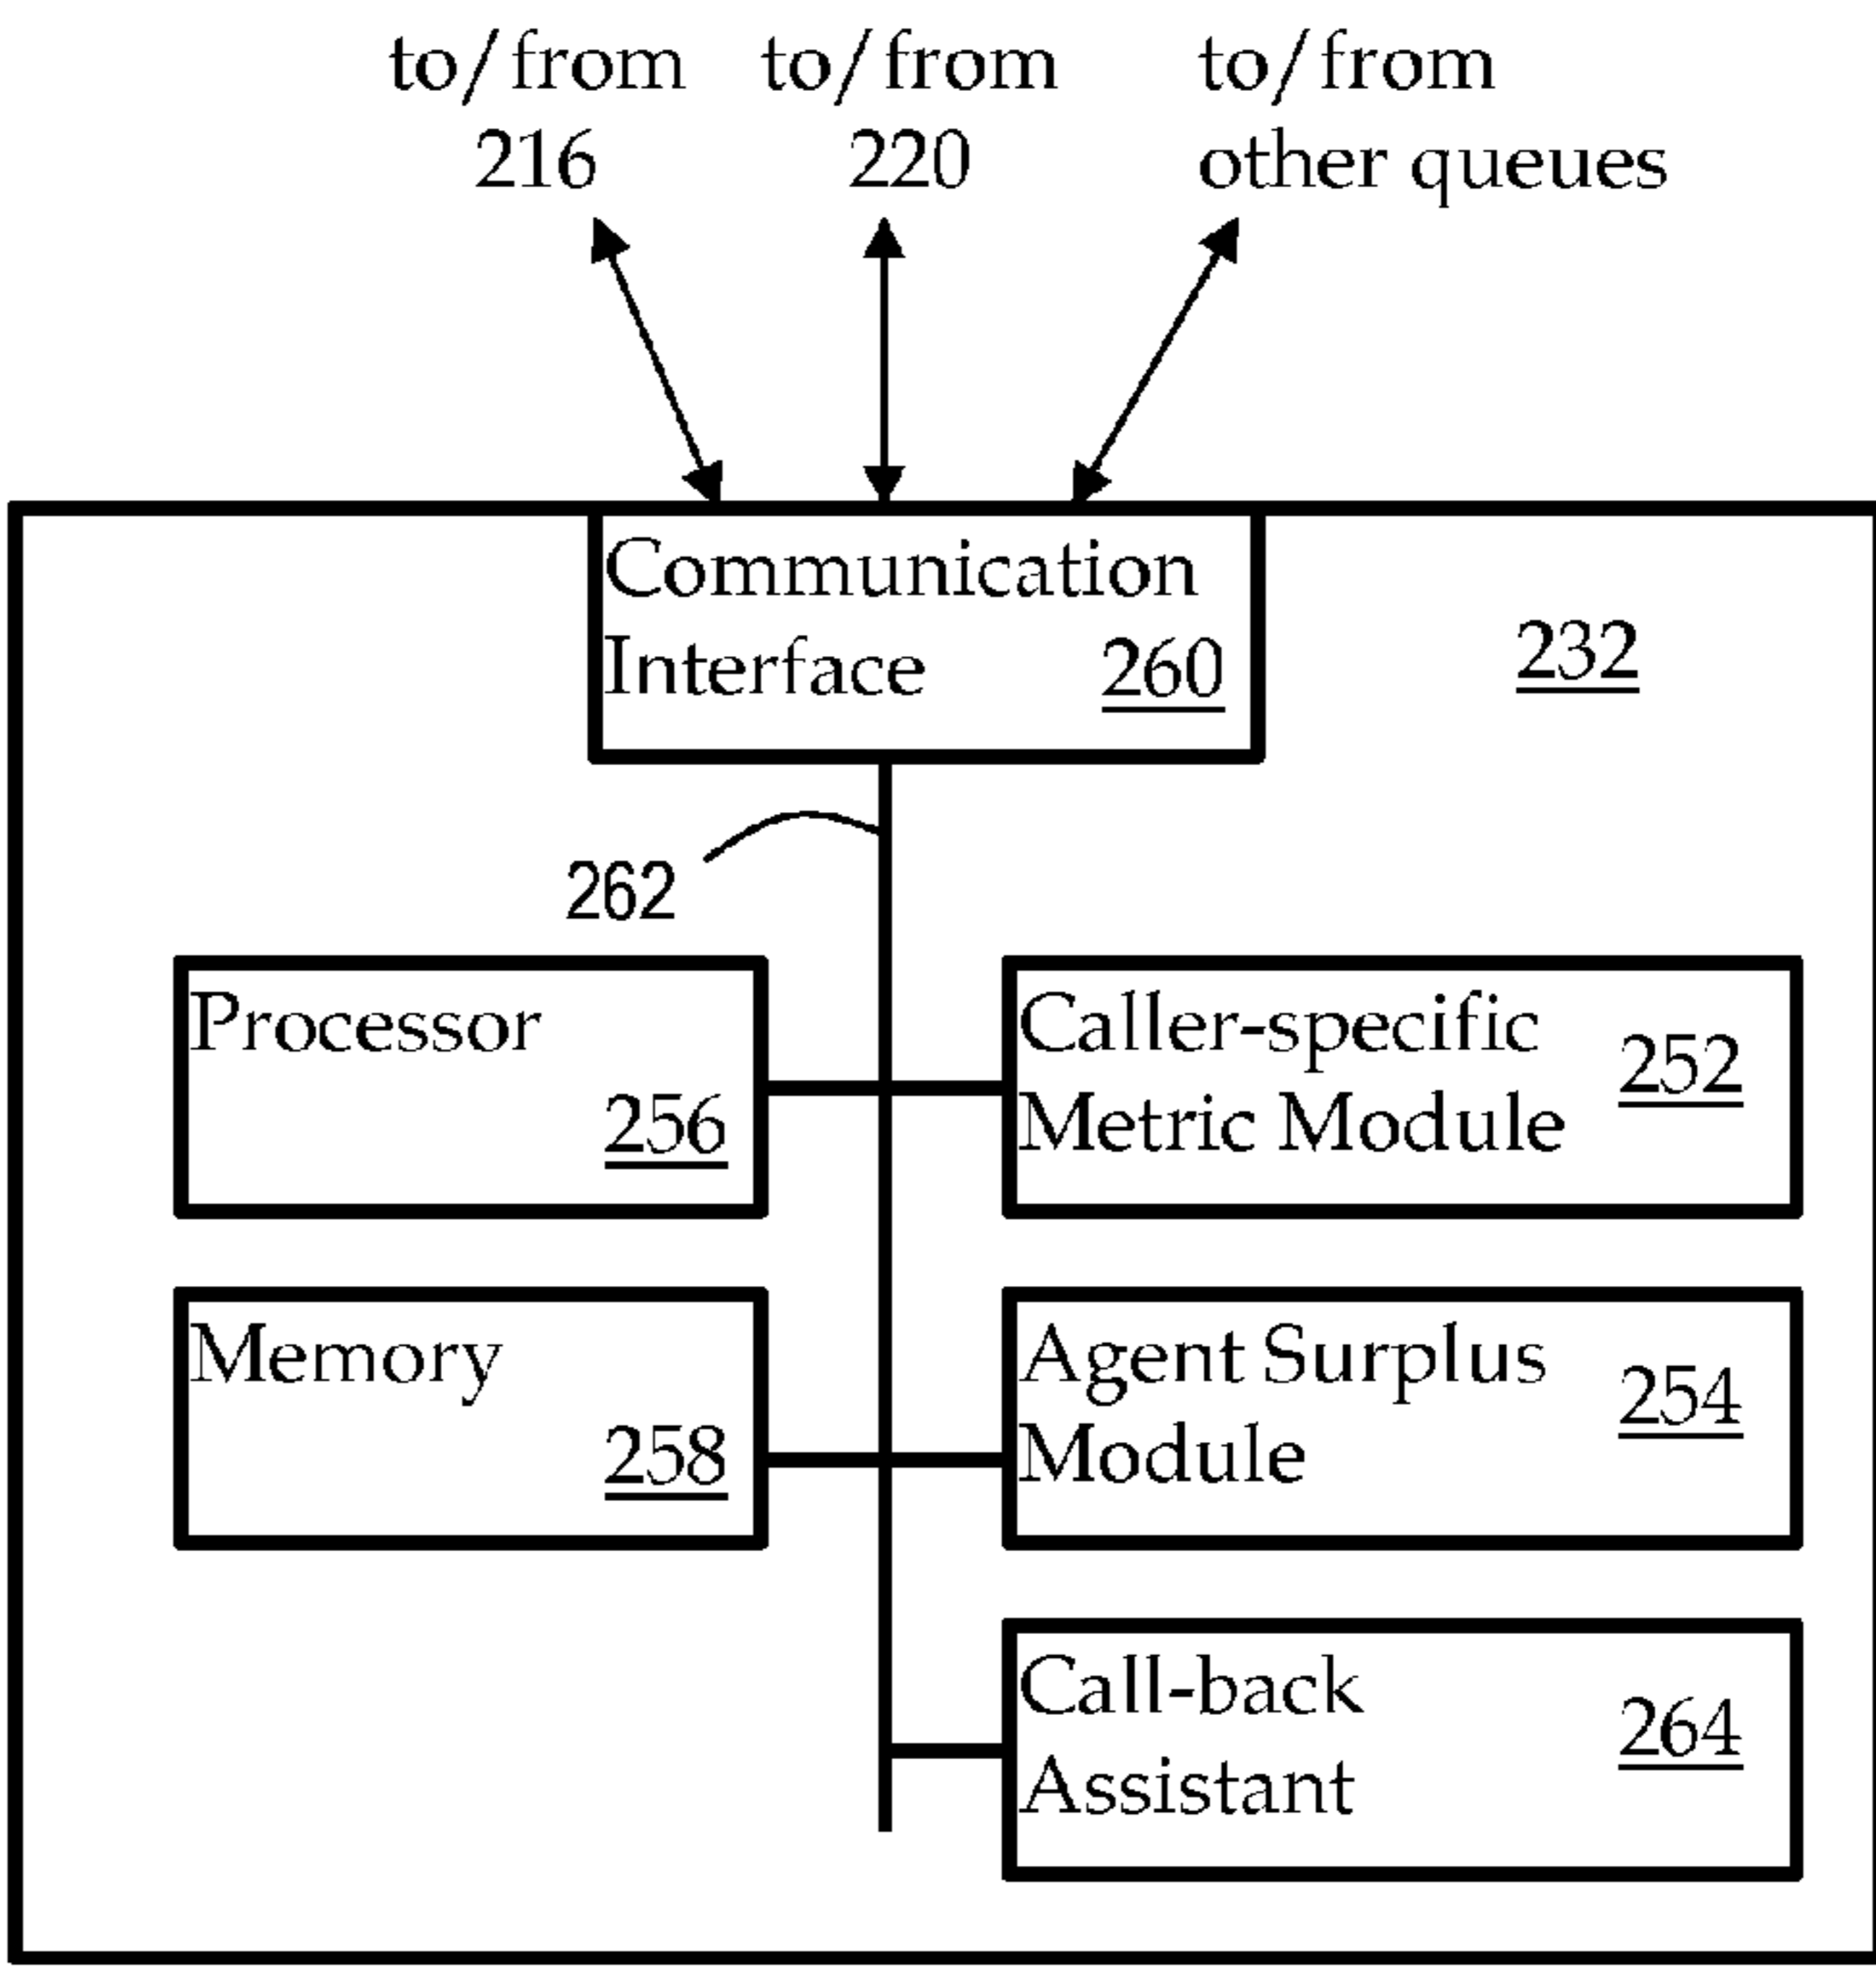 to/from to/from to/from
216 220 other queues
Communication
Interface 260
232
262
Processor
256
Caller-specific
Metric Module 252
Memory
258
Agent Surplus
Module 254
Call-back
Assistant 264